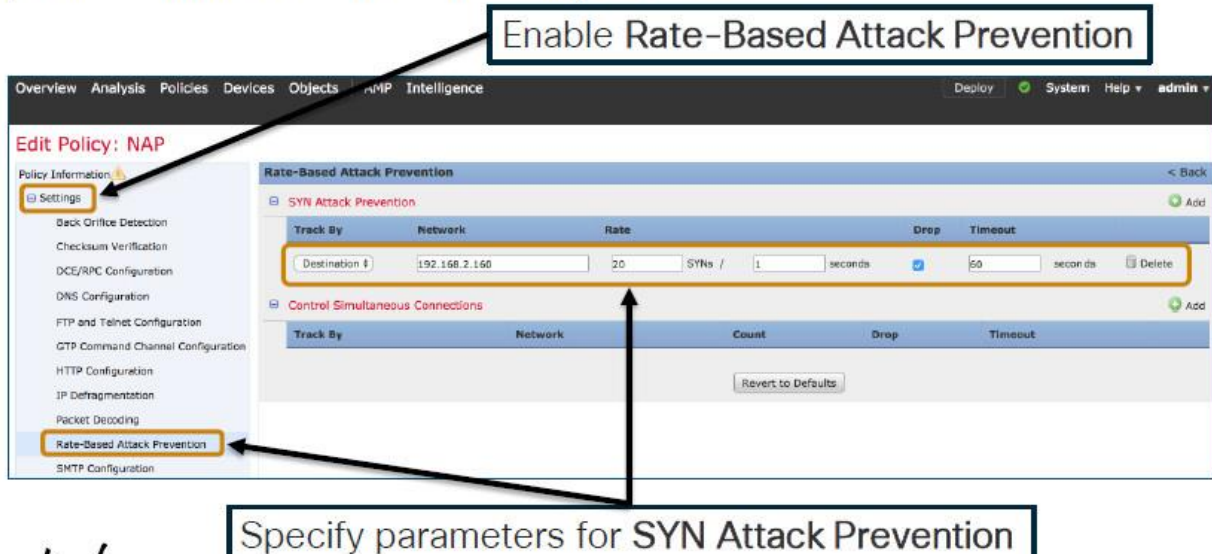 Enable Rate-Based Attack Prevention
Overview Analysis Policies Devices Objects AMP Intelligence Deploy System Help admin
Edit Policy: NAP
Policy Information
Settings
Back Orifice Detection
Checksum Verification
DCE/RPC Configuration
DNS Configuration
FTP and Telnet Configuration
GTP Command Channel Configuration
HTTP Configuration
IP Defragmentation
Packet Decoding
Rate-Based Attack Prevention
SMTP Configuration
Rate-Based Attack Prevention < Back
SYN Attack Prevention Add
Track By Network Rate Drop Timeout
Destination 192.168.2.160 20 SYNs / 1 seconds 60 seconds Delete
Control Simultaneous Connections Add
Track By Network Count Drop Timeout
Revert to Defaults
Specify parameters for SYN Attack Prevention